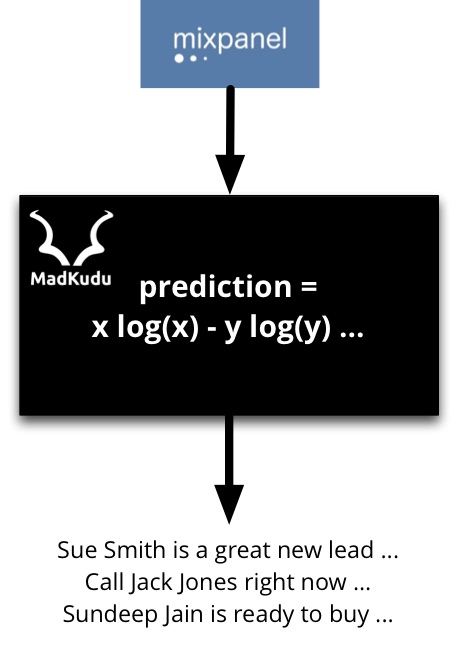 mixpanel
MadKudu
prediction =
x log(x) - y log(y) ...
Sue Smith is a great new lead ...
Call Jack Jones right now ...
Sundeep Jain is ready to buy ...